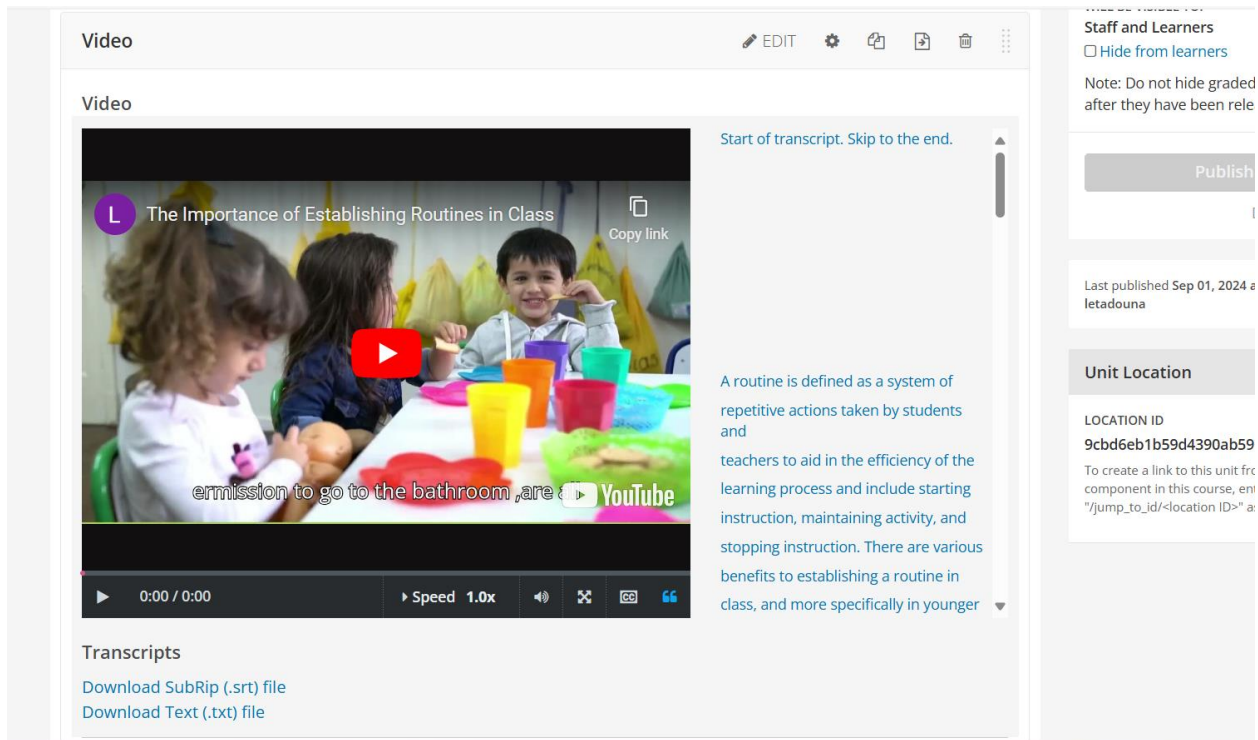 Video
EDIT
Video
L
The Importance of Establishing Routines in Class
Copy link
ermission to go to the bathroom ,are
YouTube
0:00 / 0:00
Speed 1.0x
CC
Start of transcript. Skip to the end.
A routine is defined as a system of
repetitive actions taken by students
and
teachers to aid in the efficiency of the
learning process and include starting
instruction, maintaining activity, and
stopping instruction. There are various
benefits to establishing a routine in
class, and more specifically in younger
Transcripts
Download SubRip (.srt) file
Download Text (.txt) file
Staff and Learners
Hide from learners
Note: Do not hide graded
after they have been rele
Publish
Last published Sep 01, 2024 a
letadouna
Unit Location
LOCATION ID
9cbd6eb1b59d4390ab59
To create a link to this unit fro
component in this course, ent
"/jump_to_id/<location ID>" as